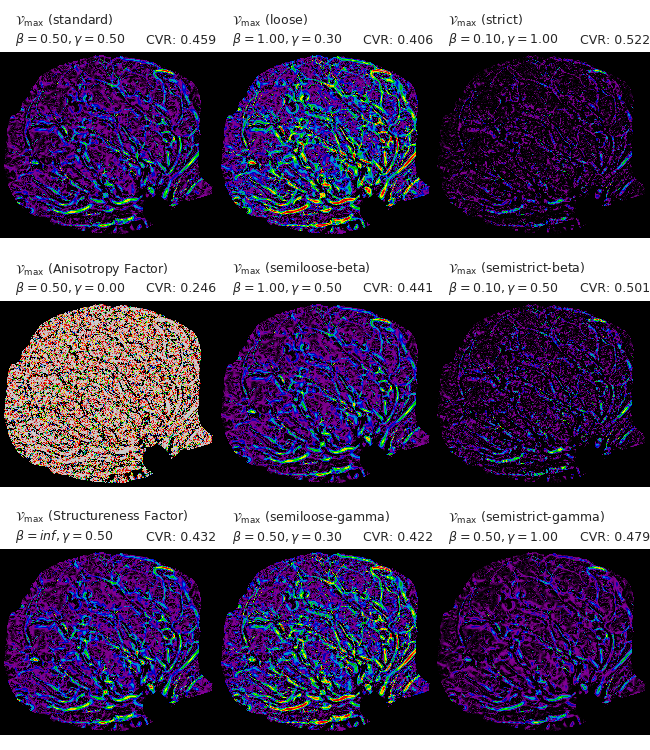 𝒱max (standard)
β = 0.50, γ = 0.50 CVR: 0.459
𝒱max (loose)
β = 1.00, γ = 0.30 CVR: 0.406
𝒱max (strict)
β = 0.10, γ = 1.00 CVR: 0.522
𝒱max (Anisotropy Factor)
β = 0.50, γ = 0.00 CVR: 0.246
𝒱max (semiloose-beta)
β = 1.00, γ = 0.50 CVR: 0.441
𝒱max (semistrict-beta)
β = 0.10, γ = 0.50 CVR: 0.501
𝒱max (Structureness Factor)
β = inf, γ = 0.50 CVR: 0.432
𝒱max (semiloose-gamma)
β = 0.50, γ = 0.30 CVR: 0.422
𝒱max (semistrict-gamma)
β = 0.50, γ = 1.00 CVR: 0.479